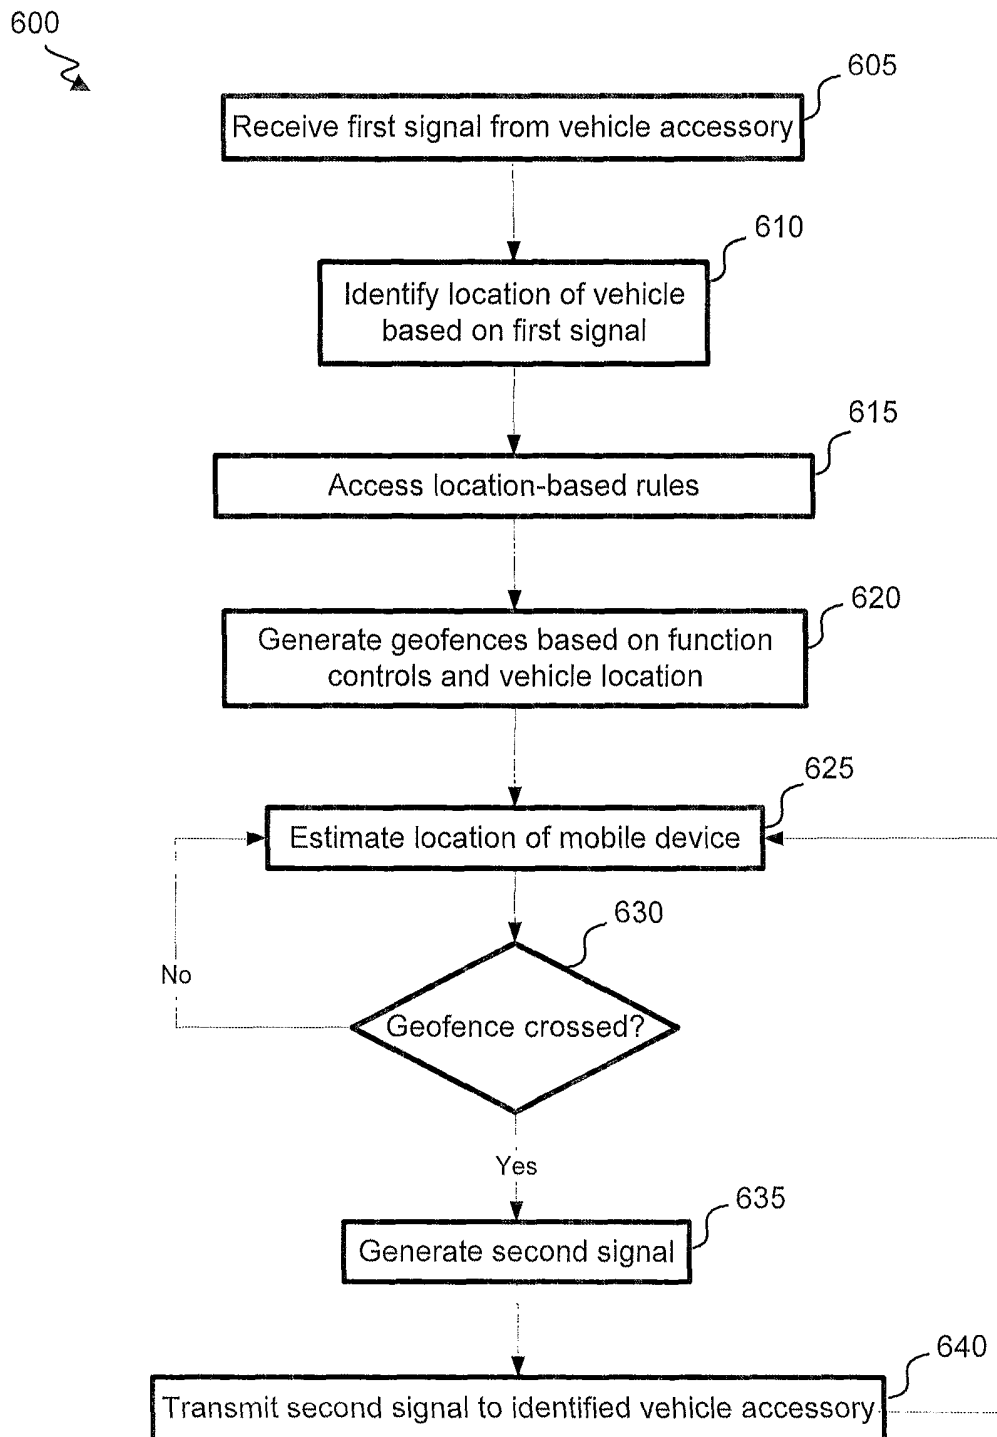 600
605
Receive first signal from vehicle accessory
610
Identify location of vehicle
based on first signal
615
Access location-based rules
620
Generate geofences based on function
controls and vehicle location
625
Estimate location of mobile device
630
No
Geofence crossed?
Yes
635
Generate second signal
640
Transmit second signal to identified vehicle accessory